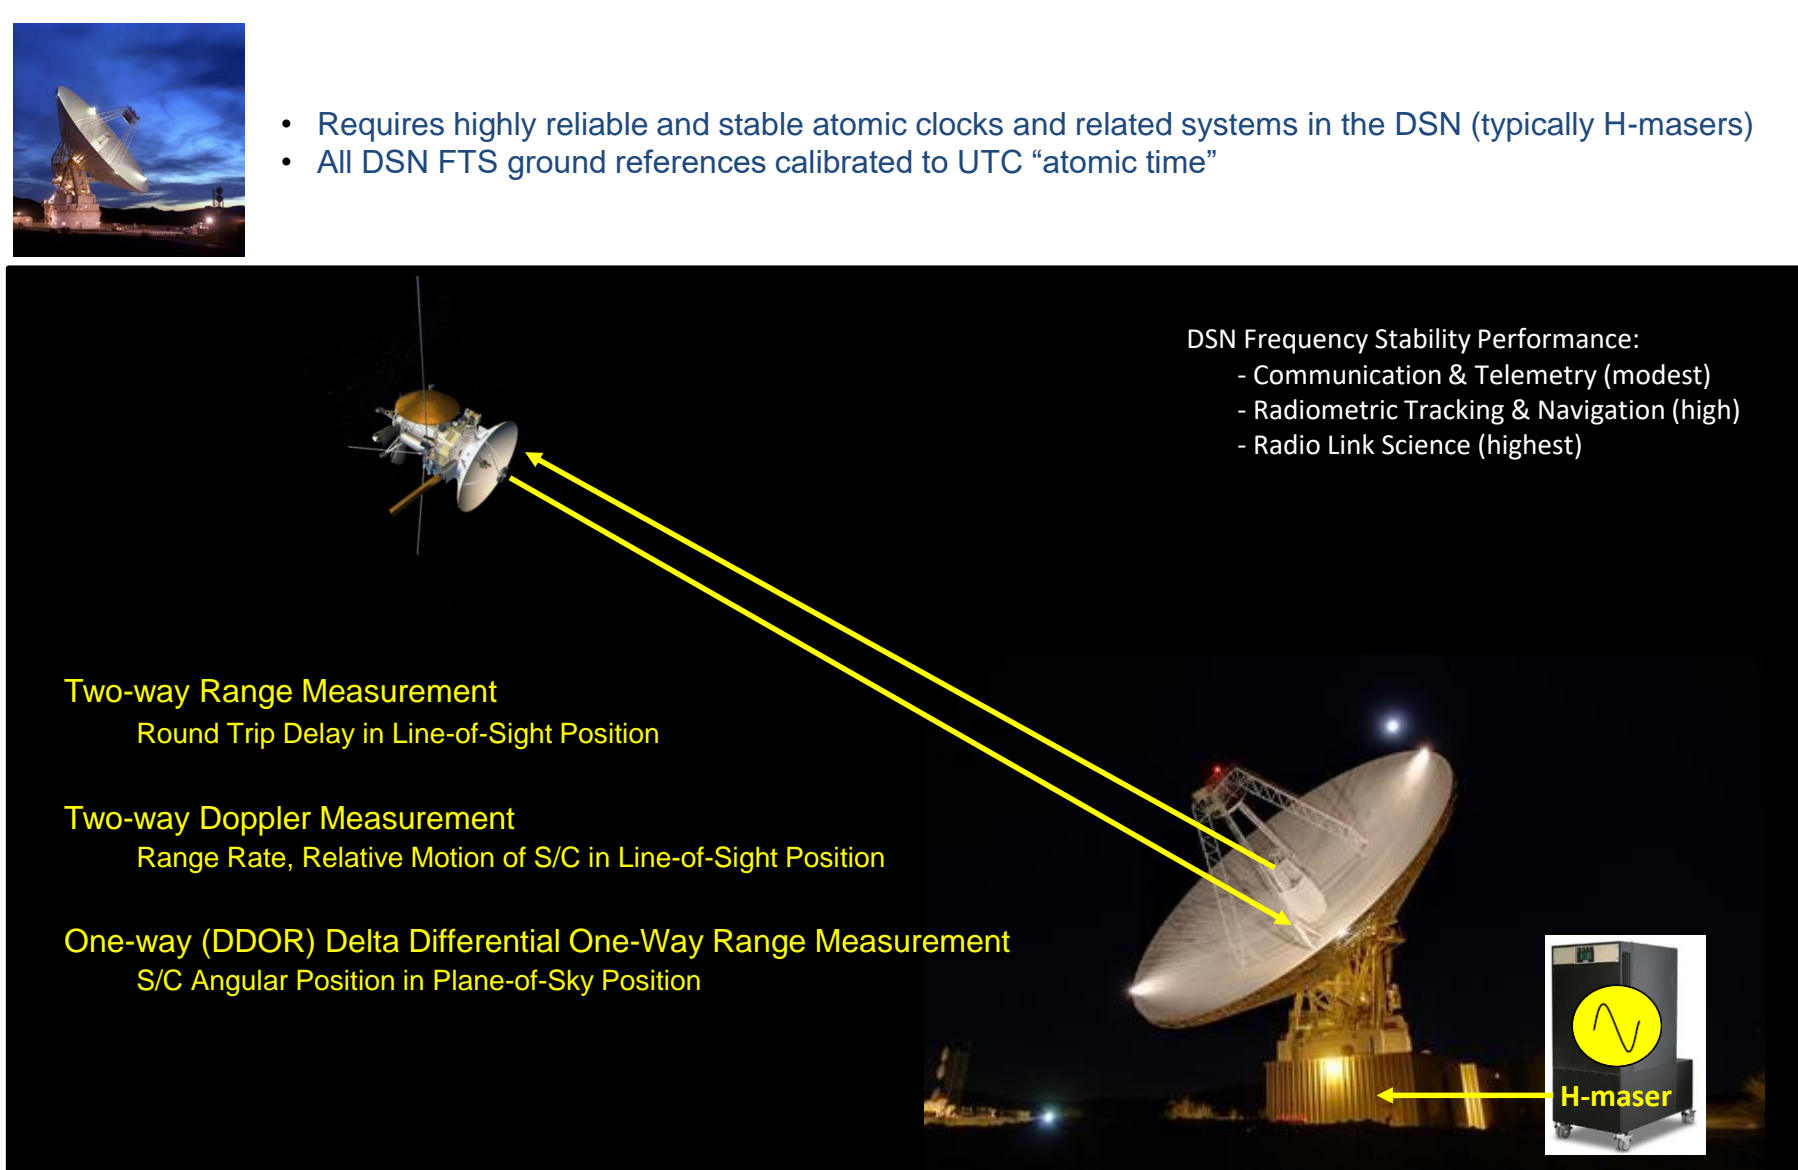 • Requires highly reliable and stable atomic clocks and related systems in the DSN (typically H-masers)
• All DSN FTS ground references calibrated to UTC “atomic time”
DSN Frequency Stability Performance:
- Communication & Telemetry (modest)
- Radiometric Tracking & Navigation (high)
- Radio Link Science (highest)
Two-way Range Measurement
Round Trip Delay in Line-of-Sight Position
Two-way Doppler Measurement
Range Rate, Relative Motion of S/C in Line-of-Sight Position
One-way (DDOR) Delta Differential One-Way Range Measurement
S/C Angular Position in Plane-of-Sky Position
H-maser